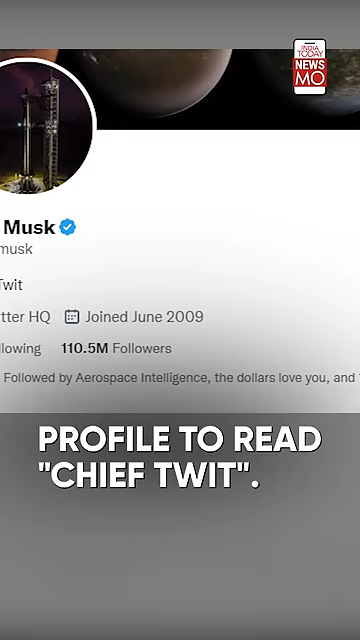 INDIA
TODAY
NEWS
MO
Musk
musk
Twit
tter HQ Joined June 2009
lowing 110.5M Followers
Followed by Aerospace Intelligence, the dollars love you, and
PROFILE TO READ
"CHIEF TWIT".